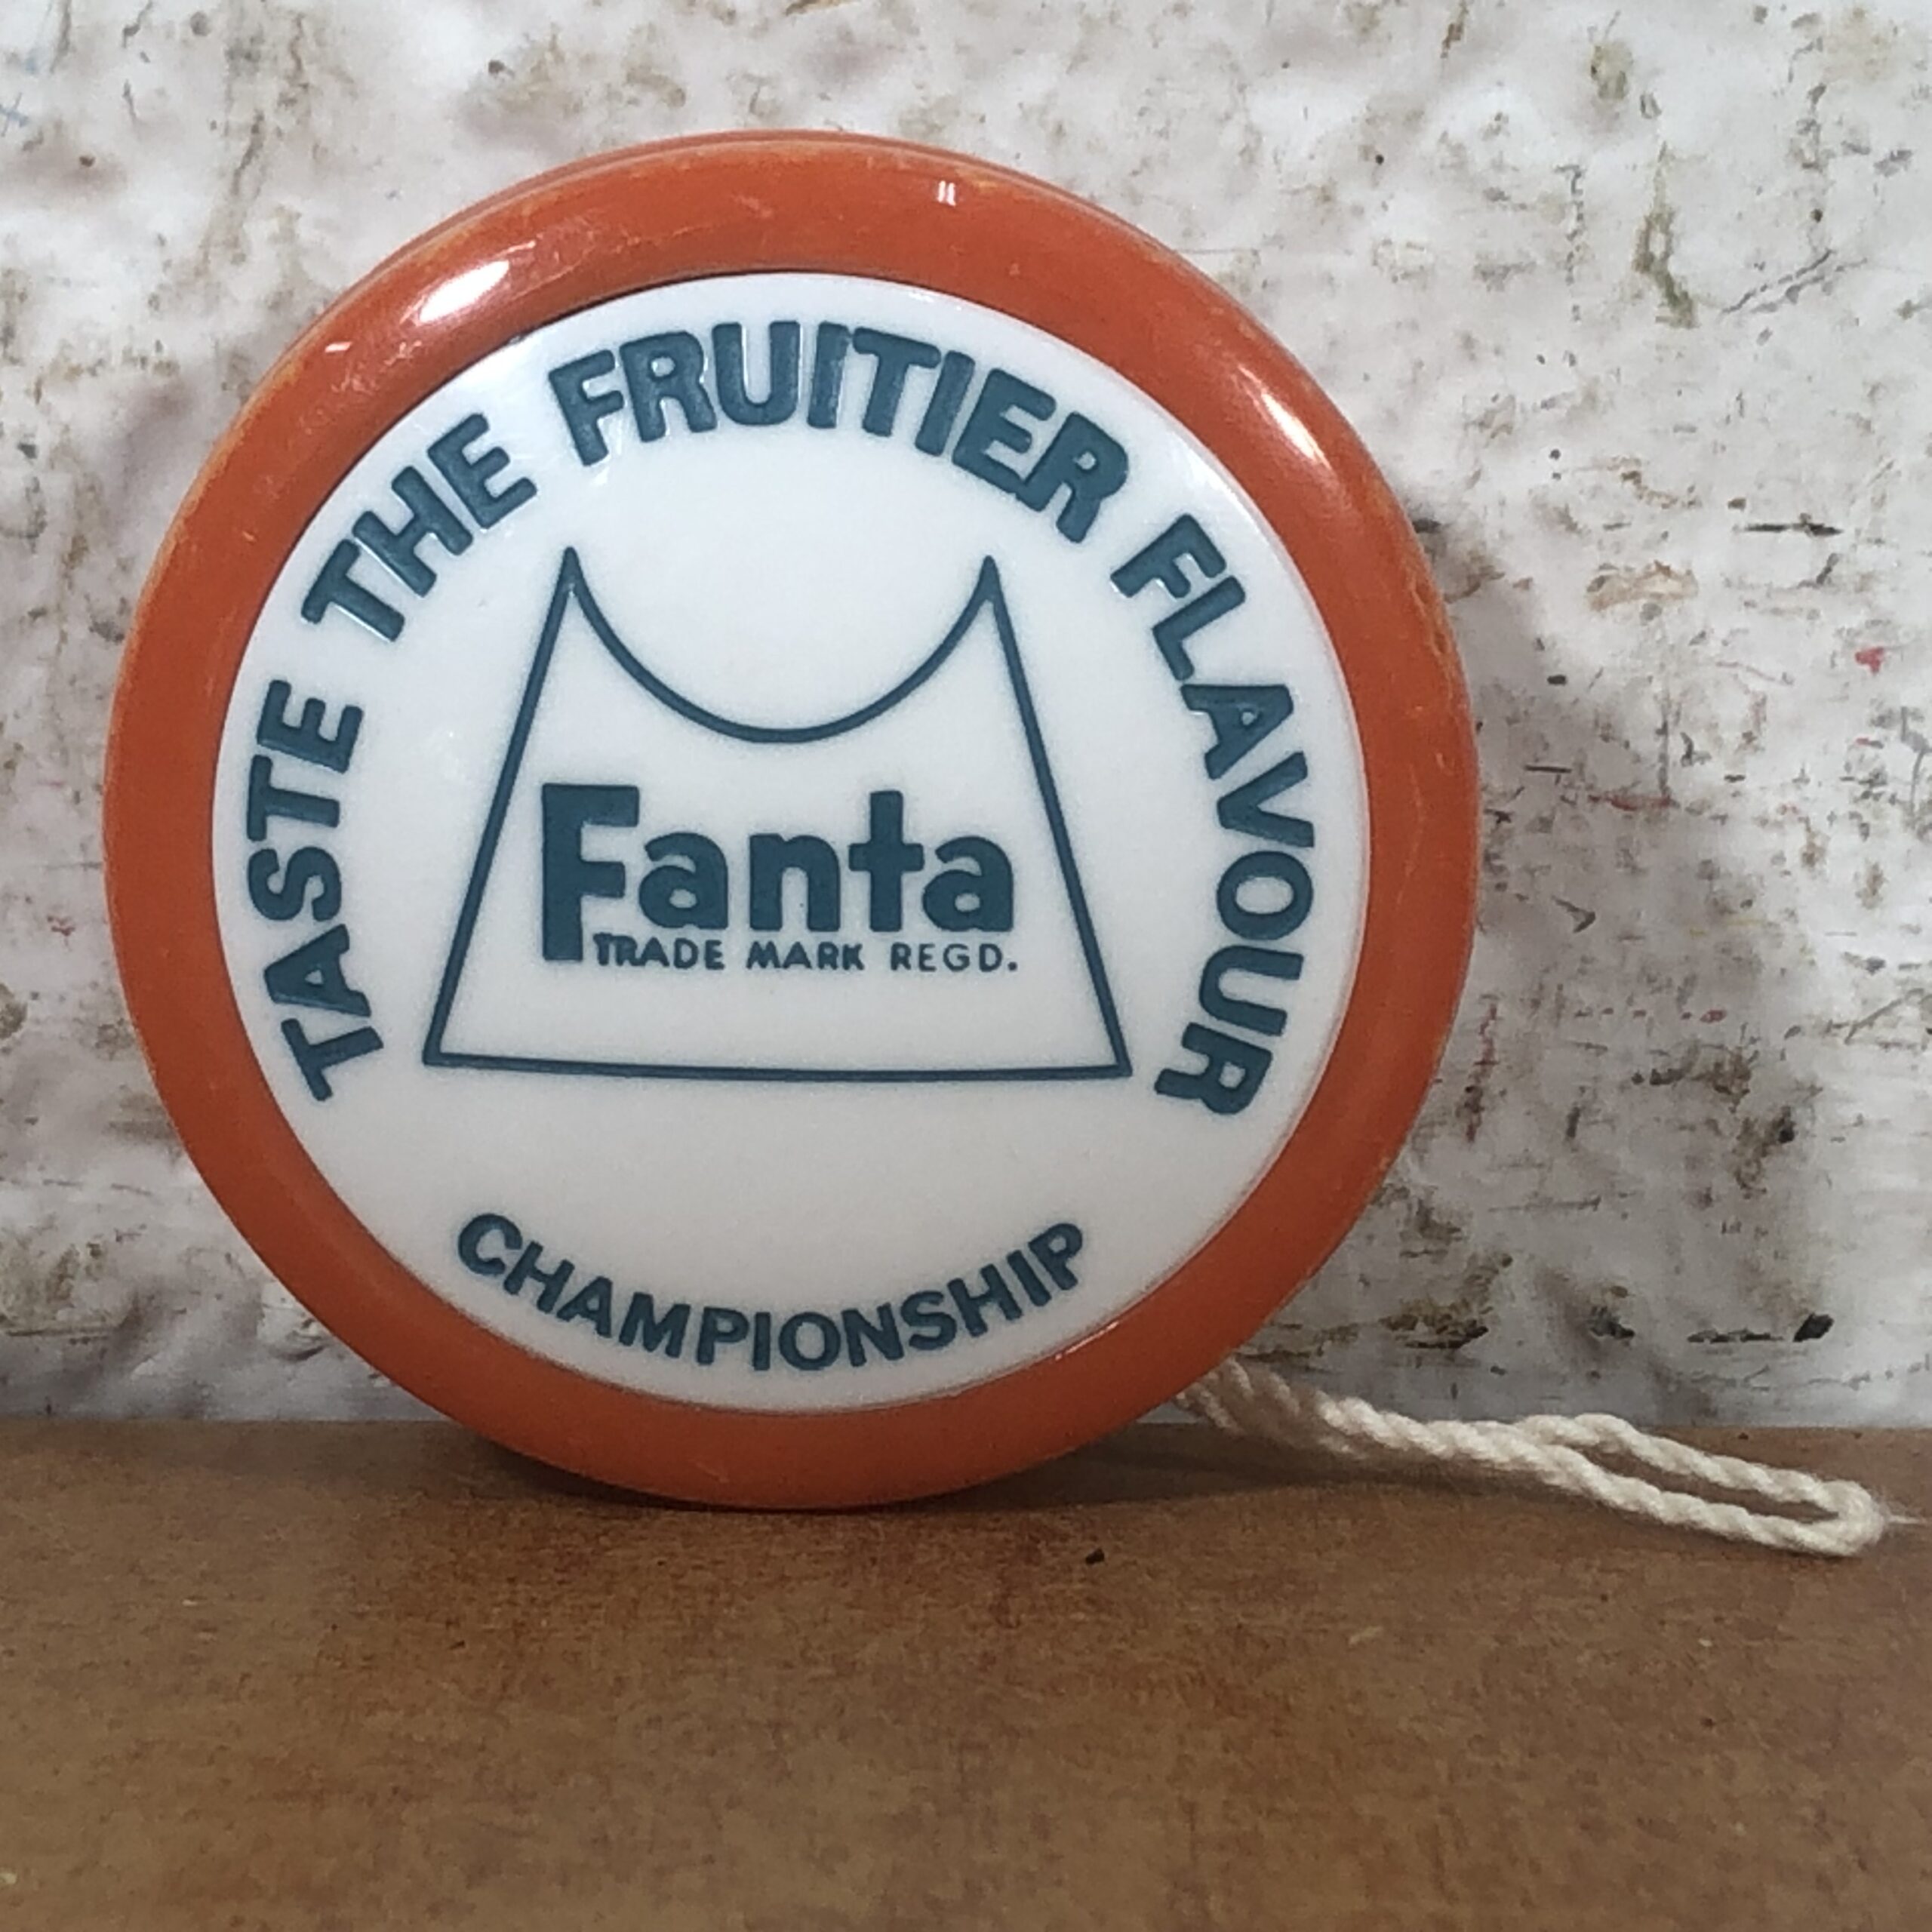 TASTE THE FRUITIER FLAVOUR
Fanta
TRADE MARK REGD.
CHAMPIONSHIP